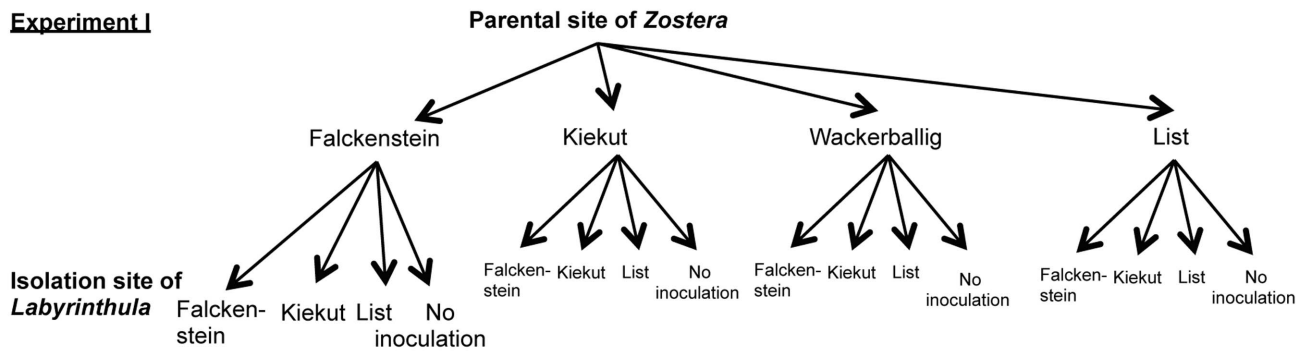 Experiment I
Parental site of Zostera
Falckenstein
Kiekut
Wackerballig
List
Isolation site of
Labyrinthula
Falcken-
stein
Kiekut
List
No
inoculation
Falcken-
stein
Kiekut
List
No
inoculation
Falcken-
stein
Kiekut
List
No
inoculation
Falcken-
stein
Kiekut
List
No
inoculation